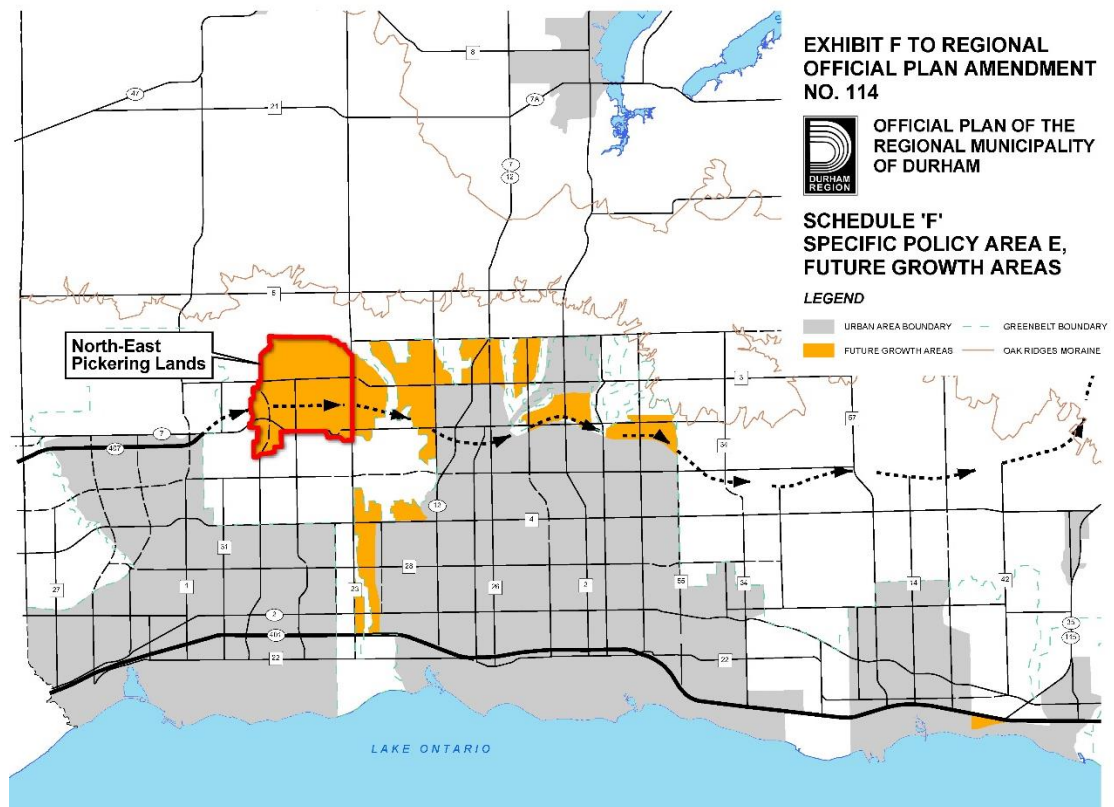 EXHIBIT F TO REGIONAL
OFFICIAL PLAN AMENDMENT
NO. 114
DURHAM
REGION
OFFICIAL PLAN OF THE
REGIONAL MUNICIPALITY
OF DURHAM
SCHEDULE 'F'
SPECIFIC POLICY AREA E,
FUTURE GROWTH AREAS
LEGEND
URBAN AREA BOUNDARY
GREENBELT BOUNDARY
FUTURE GROWTH AREAS
OAK RIDGES MORAINE
8
47
21
7A
7
12
5
North-East
Pickering Lands
3
57
7
407
34
12
4
31
27
1
23
28
26
2
55
34
14
42
2
401
22
22
35
115
LAKE ONTARIO